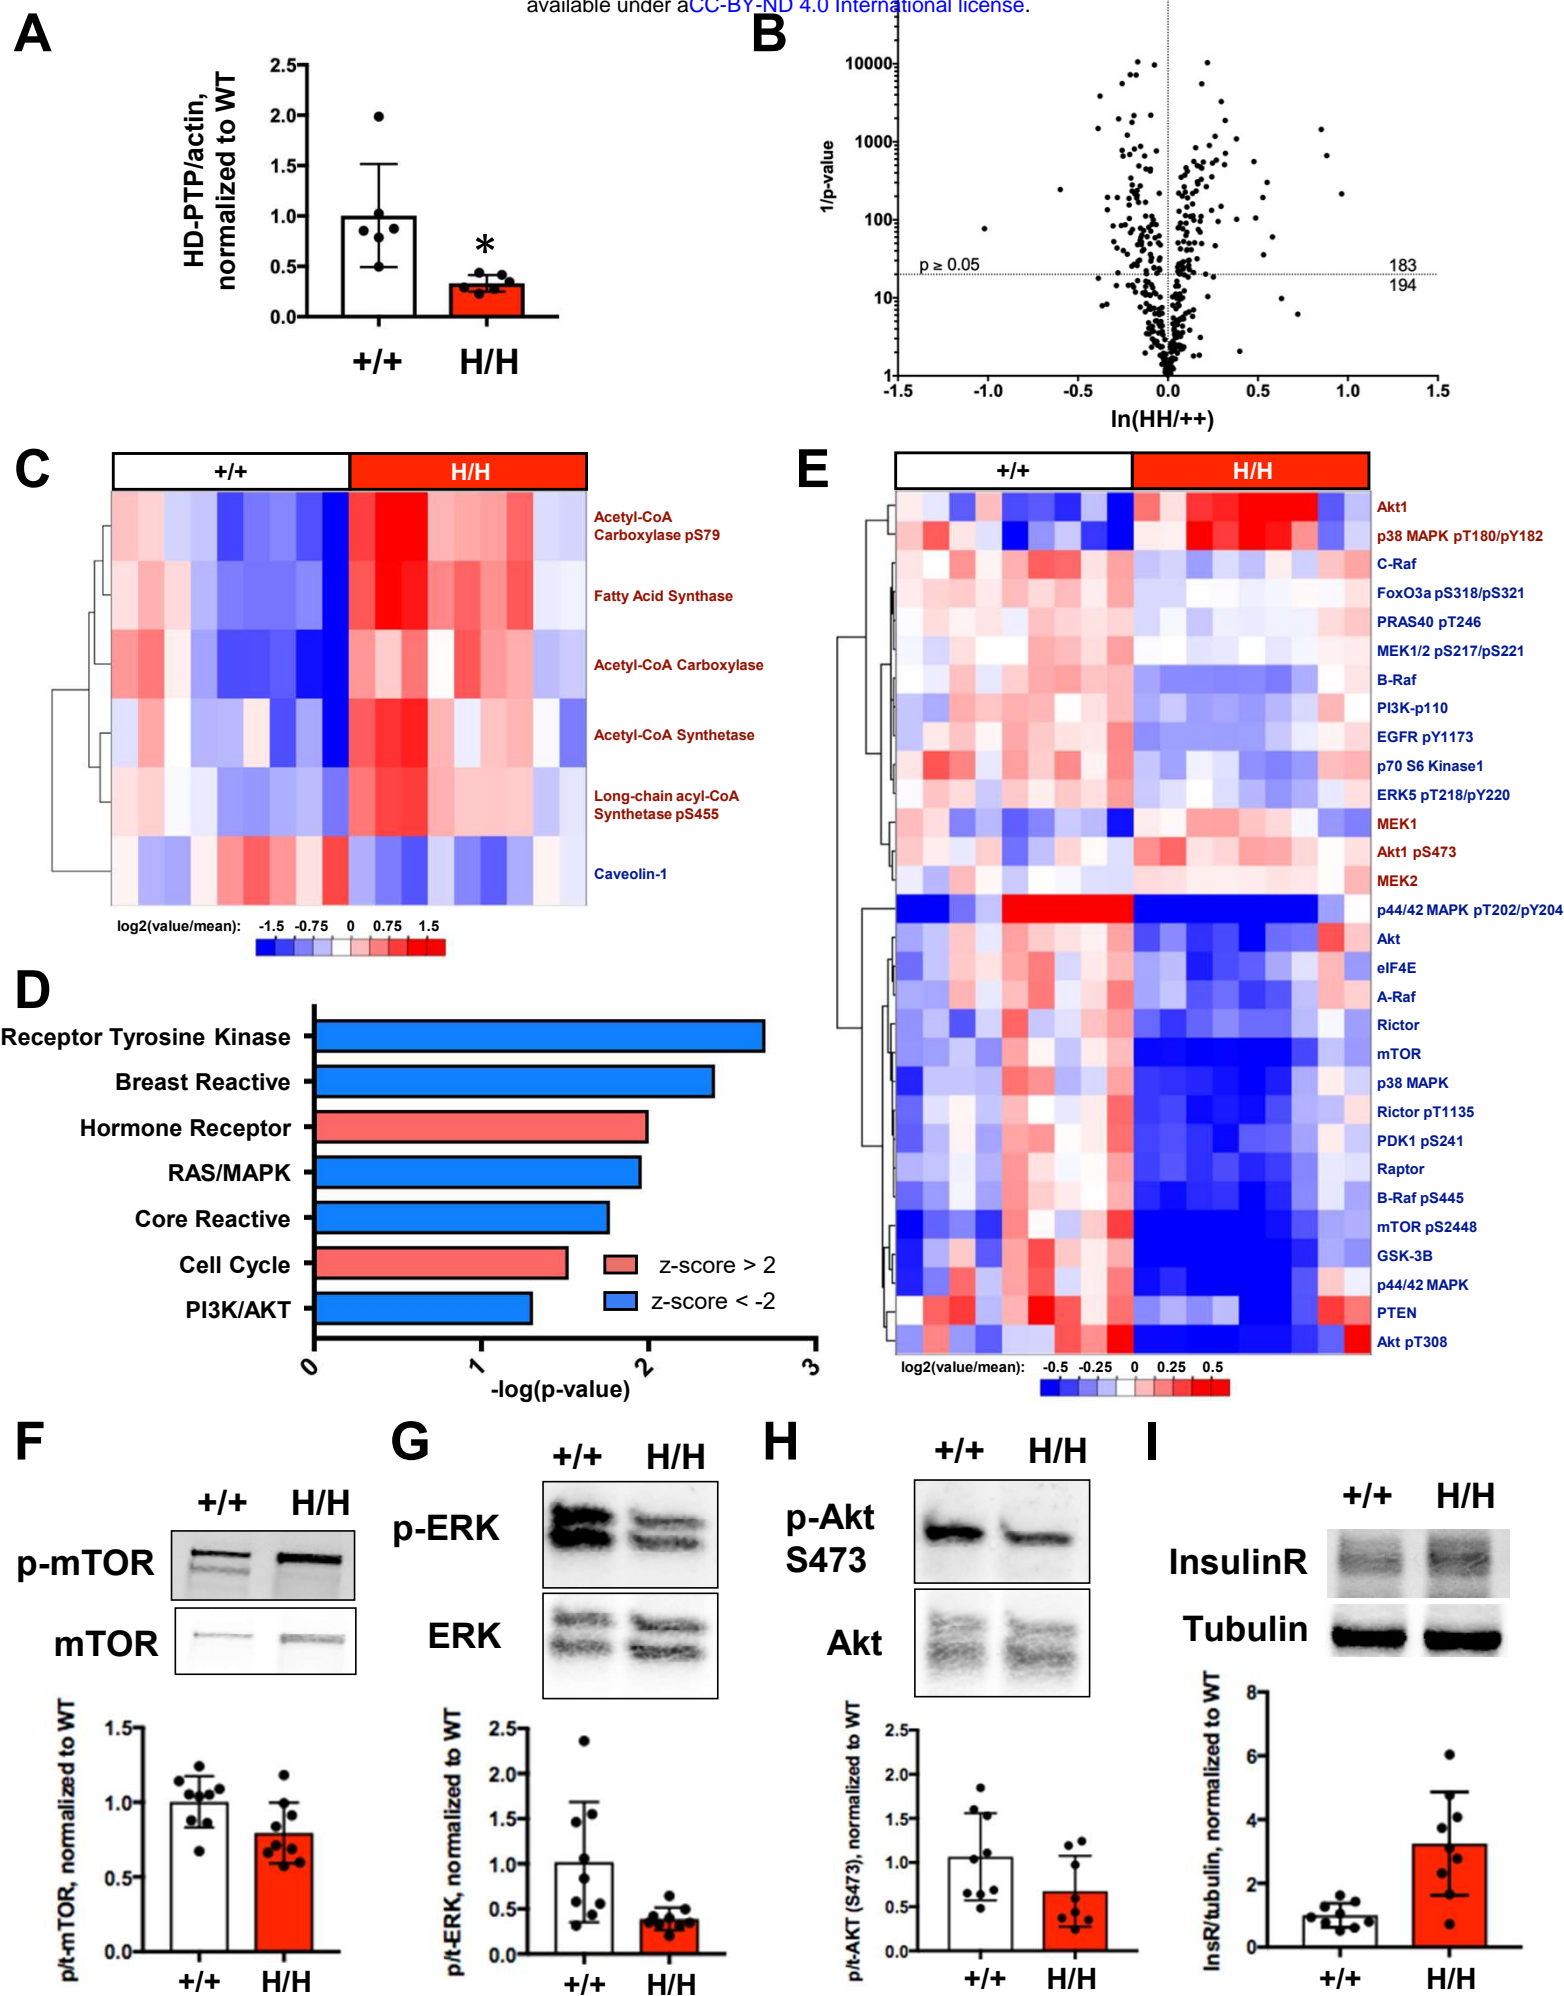 available under aCC-BY-ND 4.0 International license.
A
HD-PTP/actin,
normalized to WT
2.5
2.0
1.5
1.0
0.5
0.0
*
+/+
H/H
B
1/p-value
10000
1000
100
10
1
p ≥ 0.05
183
194
-1.5
-1.0
-0.5
0.0
0.5
1.0
1.5
ln(HH/++)
C
+/+
H/H
Acetyl-CoA
Carboxylase pS79
Fatty Acid Synthase
Acetyl-CoA Carboxylase
Acetyl-CoA Synthetase
Long-chain acyl-CoA
Synthetase pS455
Caveolin-1
log2(value/mean): -1.5 -0.75 0 0.75 1.5
D
Receptor Tyrosine Kinase
Breast Reactive
Hormone Receptor
RAS/MAPK
Core Reactive
Cell Cycle
PI3K/AKT
z-score > 2
z-score < -2
0
1
2
3
-log(p-value)
E
+/+
H/H
Akt1
p38 MAPK pT180/pY182
C-Raf
FoxO3a pS318/pS321
PRAS40 pT246
MEK1/2 pS217/pS221
B-Raf
PI3K-p110
EGFR pY1173
p70 S6 Kinase1
ERK5 pT218/pY220
MEK1
Akt1 pS473
MEK2
p44/42 MAPK pT202/pY204
Akt
eIF4E
A-Raf
Rictor
mTOR
p38 MAPK
Rictor pT1135
PDK1 pS241
Raptor
B-Raf pS445
mTOR pS2448
GSK-3B
p44/42 MAPK
PTEN
Akt pT308
log2(value/mean): -0.5 -0.25 0 0.25 0.5
F
+/+
H/H
p-mTOR
mTOR
p/t-mTOR, normalized to WT
1.5
1.0
0.5
0.0
+/+
H/H
G
+/+
H/H
p-ERK
ERK
p/t-ERK, normalized to WT
2.5
2.0
1.5
1.0
0.5
0.0
+/+
H/H
H
+/+
H/H
p-Akt
S473
Akt
p/t-AKT (S473), normalized to WT
2.5
2.0
1.5
1.0
0.5
0.0
+/+
H/H
I
+/+
H/H
InsulinR
Tubulin
InsR/tubulin, normalized to WT
8
6
4
2
0
+/+
H/H